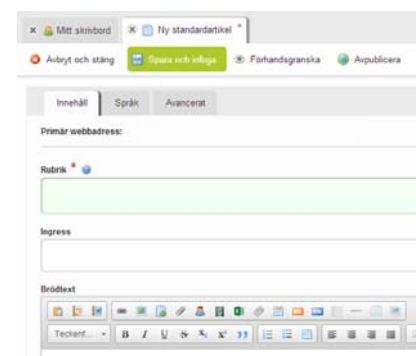 Mitt skrivbord Ny standardartikel *
Avbryt och stäng Spara och infoga Förhandsgranska Avpublicera
Innehåll Språk Avancerat
Primär webbadress:
Rubrik *
Ingress
Brödtext
Teckenf...